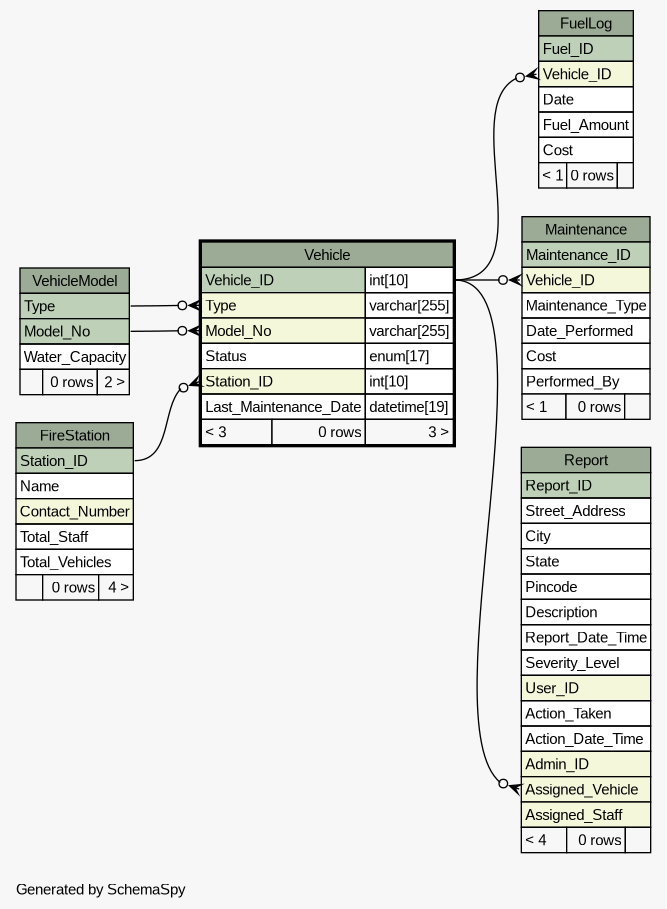 FuelLog
Fuel_ID
Vehicle_ID
Date
Fuel_Amount
Cost
< 1 0 rows
Vehicle
Vehicle_ID int[10]
Type varchar[255]
Model_No varchar[255]
Status enum[17]
Station_ID int[10]
Last_Maintenance_Date datetime[19]
< 3 0 rows 3 >
Maintenance
Maintenance_ID
Vehicle_ID
Maintenance_Type
Date_Performed
Cost
Performed_By
< 1 0 rows
VehicleModel
Type
Model_No
Water_Capacity
0 rows 2 >
FireStation
Station_ID
Name
Contact_Number
Total_Staff
Total_Vehicles
0 rows 4 >
Report
Report_ID
Street_Address
City
State
Pincode
Description
Report_Date_Time
Severity_Level
User_ID
Action_Taken
Action_Date_Time
Admin_ID
Assigned_Vehicle
Assigned_Staff
< 4 0 rows
Generated by SchemaSpy